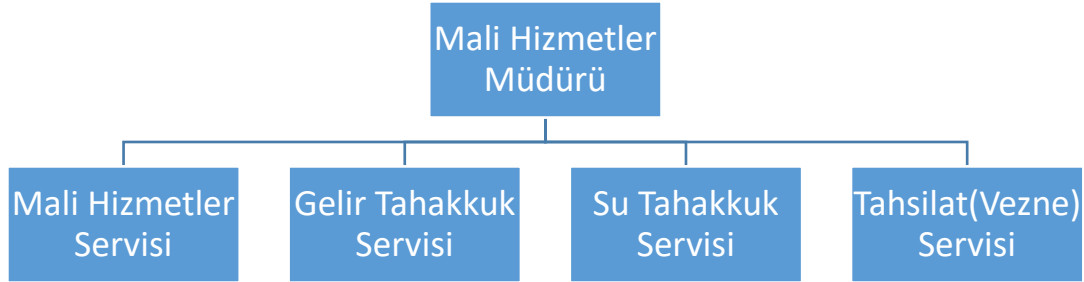 Mali Hizmetler
Müdürü
Mali Hizmetler
Servisi
Gelir Tahakkuk
Servisi
Su Tahakkuk
Servisi
Tahsilat(Vezne)
Servisi